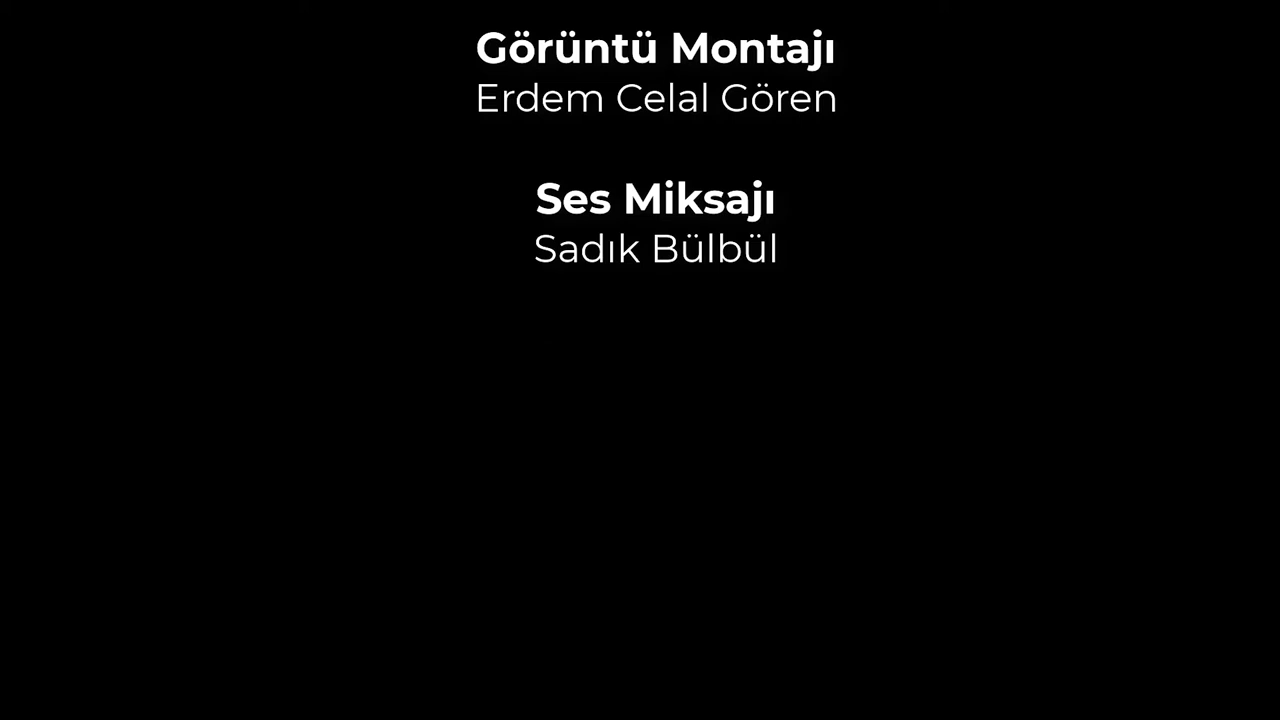 Görüntü Montajı
Erdem Celal Gören
Ses Miksajı
Sadık Bülbül